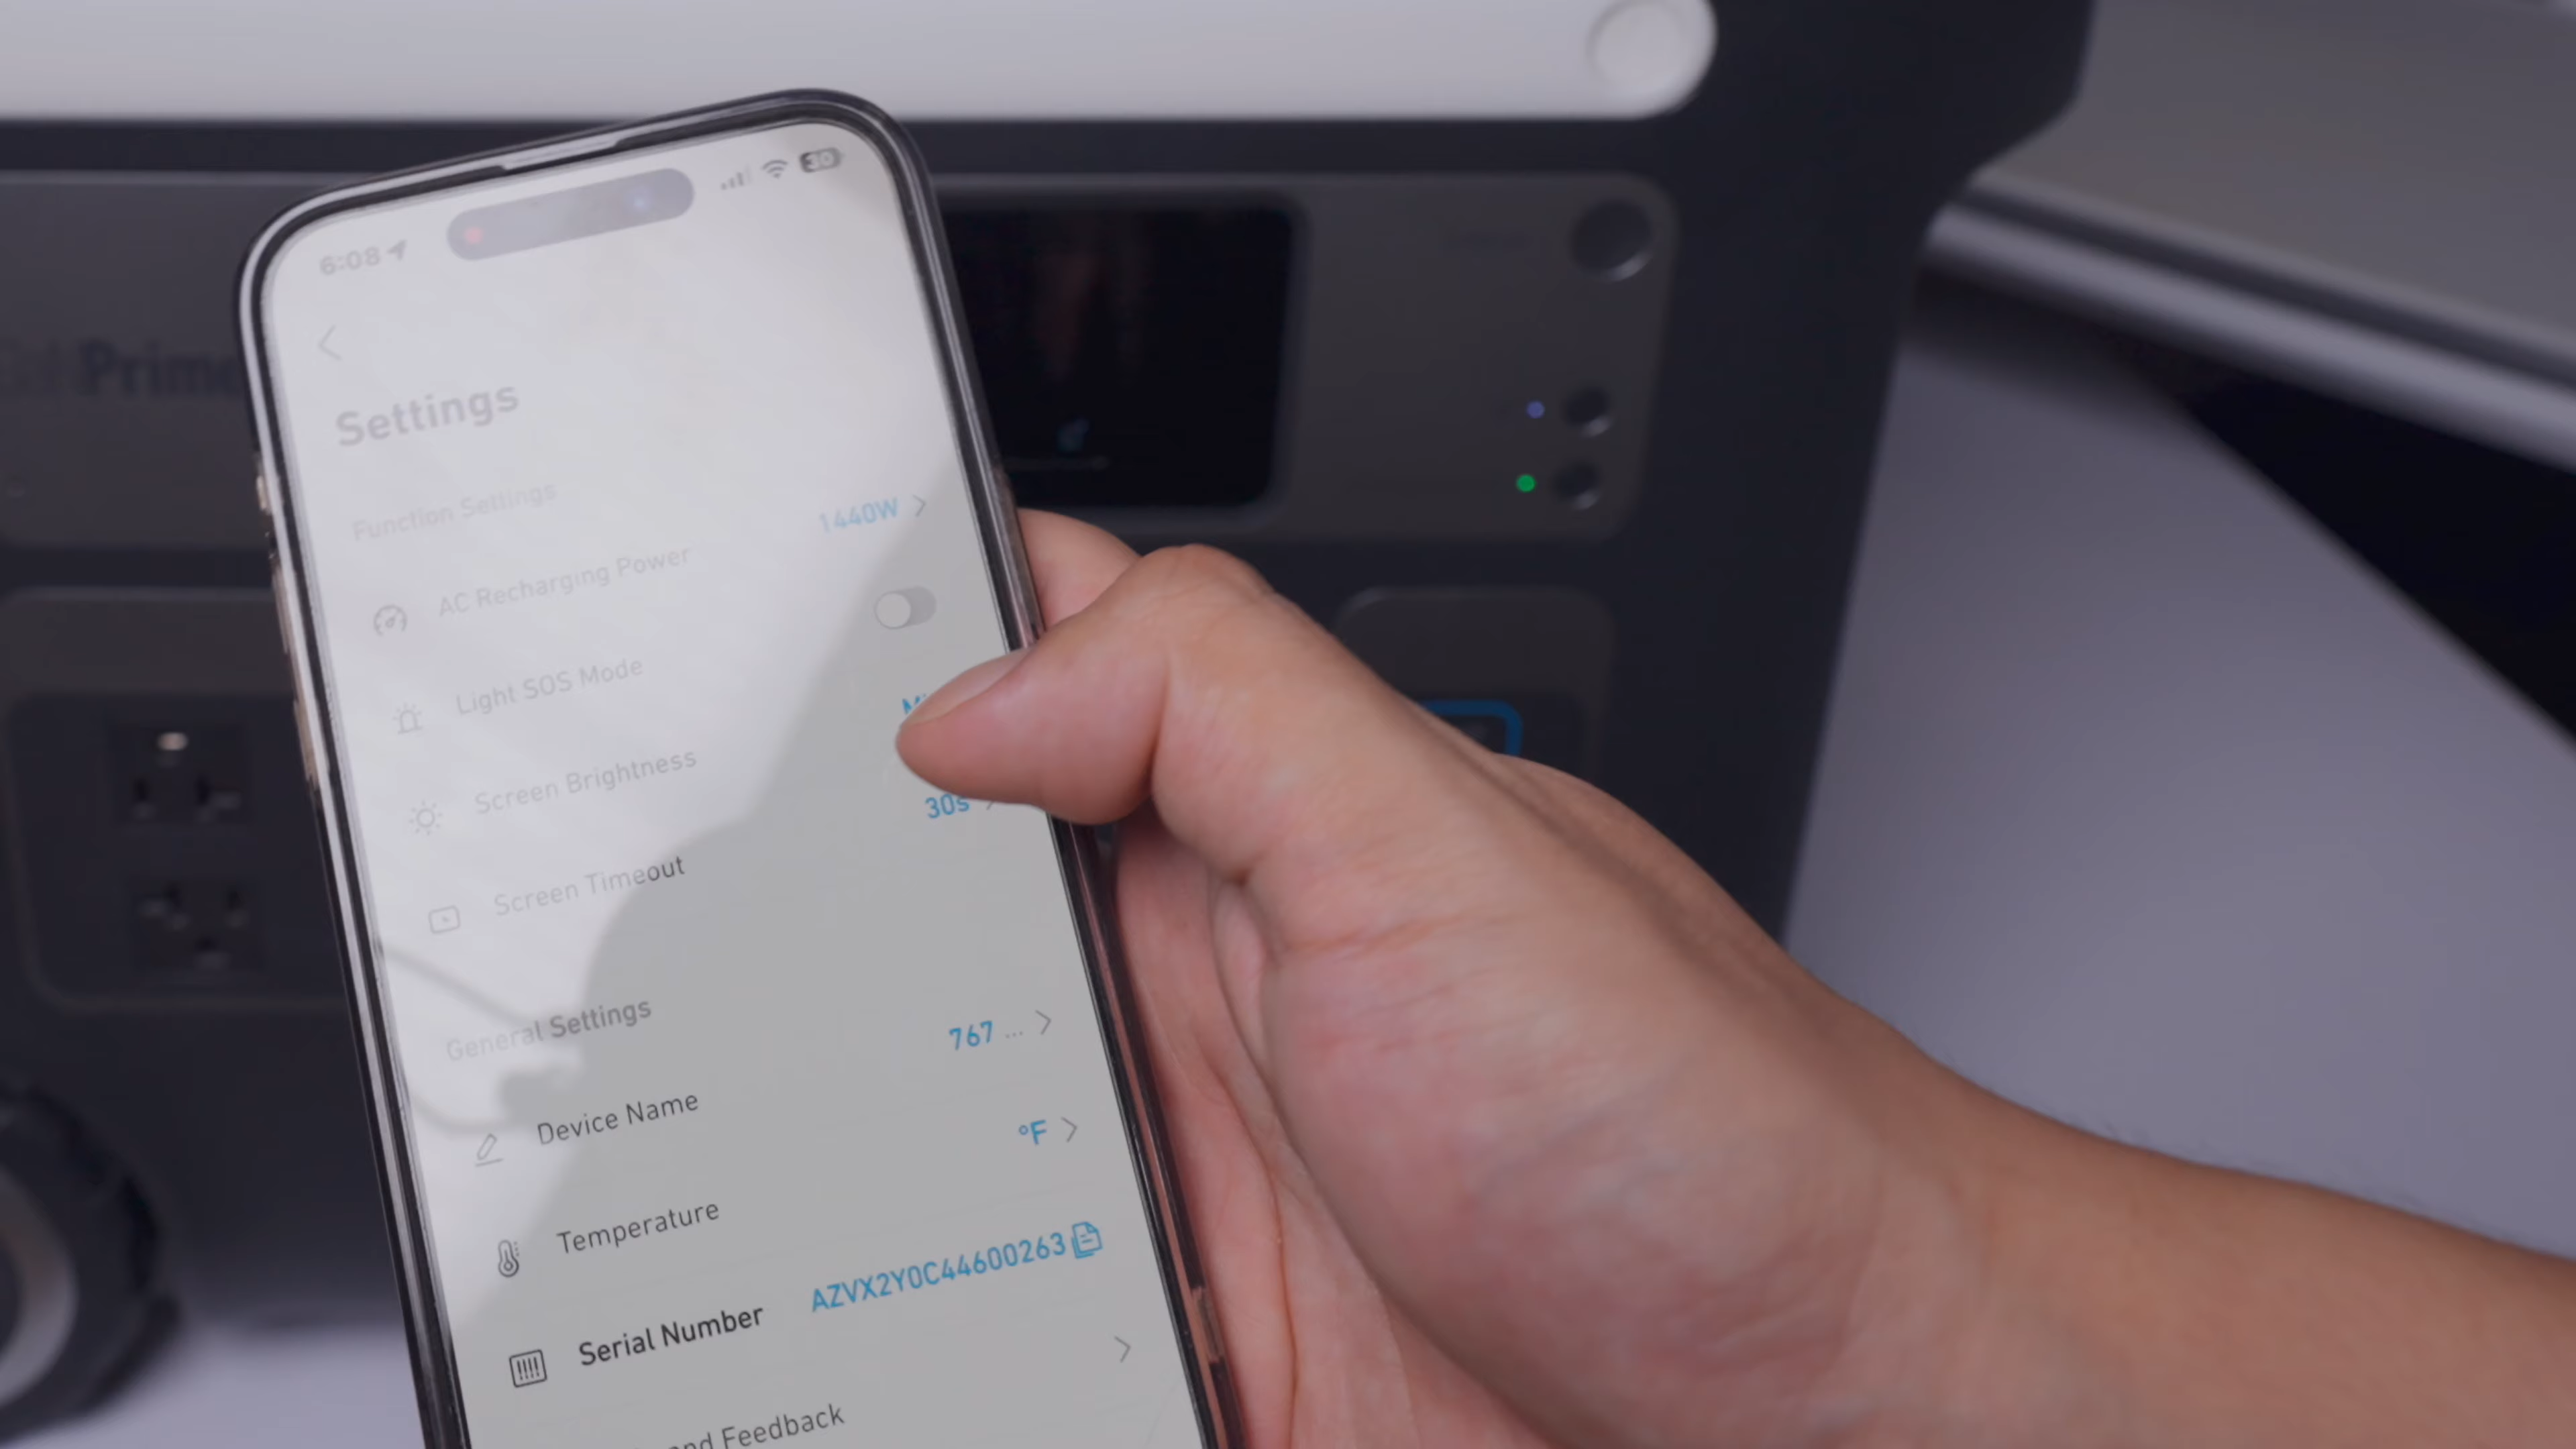 6:08
30
Prime
Settings
Function Settings
AC Recharging Power 1440W
Light SOS Mode
Screen Brightness
Screen Timeout 30s
General Settings
Device Name 767 ...
Temperature °F
Serial Number AZVX2Y0C44600263
Feedback